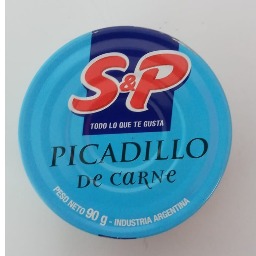 S&P
TODO LO QUE TE GUSTA
PICADILLO
De carne
PESO NETO 90 g - INDUSTRIA ARGENTINA